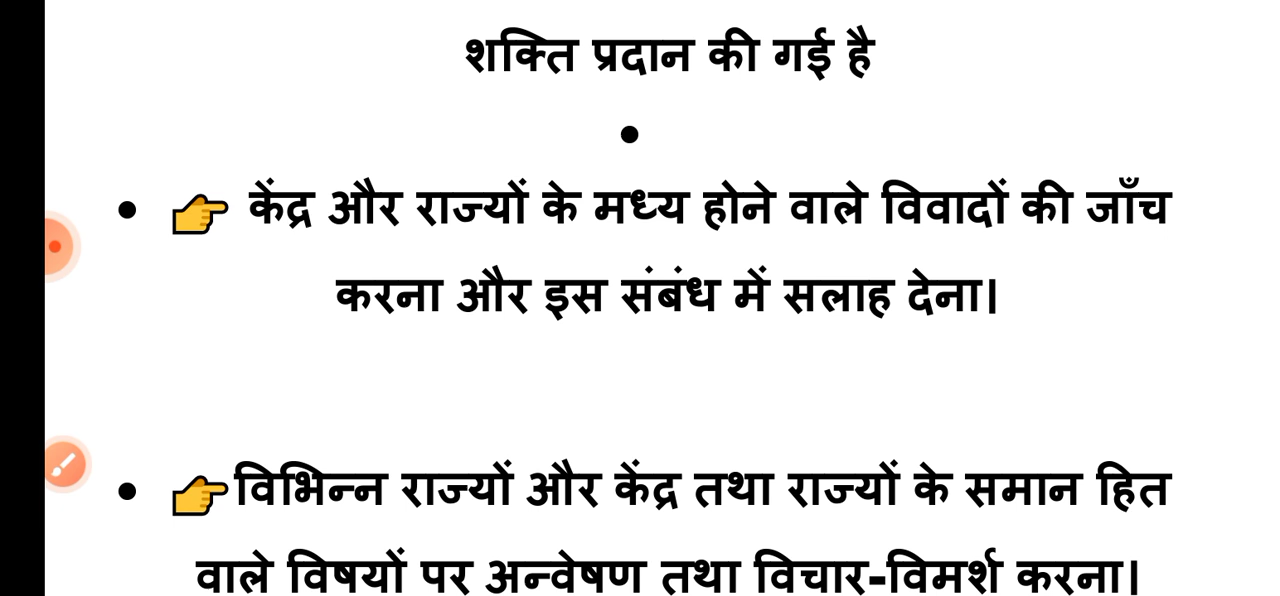 शक्ति प्रदान की गई है
•
• 👉 केंद्र और राज्यों के मध्य होने वाले विवादों की जाँच
करना और इस संबंध में सलाह देना।
• 👉विभिन्न राज्यों और केंद्र तथा राज्यों के समान हित
वाले विषयों पर अन्वेषण तथा विचार-विमर्श करना।